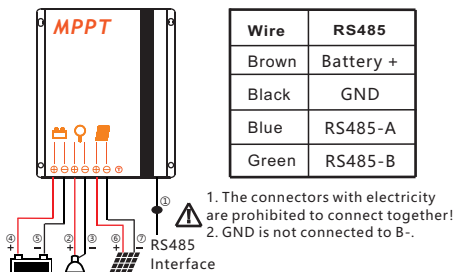 MPPT
⊕⊖⊕⊖⊕⊖
④ ⑤ ② ③ ⑥ ⑦ ①
+ − + − + −
RS485
Interface
Wire RS485
Brown Battery +
Black GND
Blue RS485-A
Green RS485-B
1. The connectors with electricity
are prohibited to connect together!
2. GND is not connected to B-.